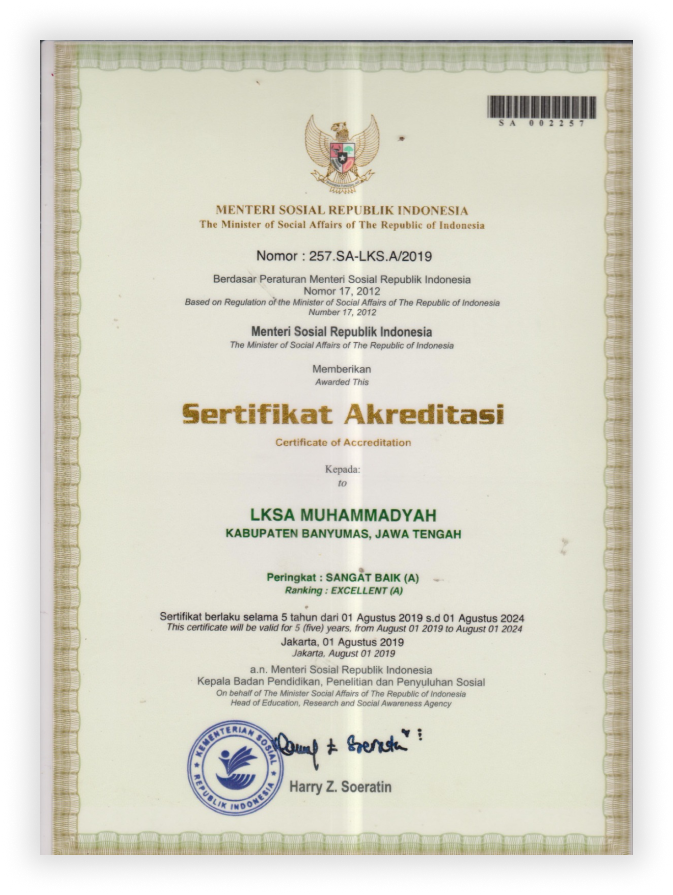 SA 002257
MENTERI SOSIAL REPUBLIK INDONESIA
The Minister of Social Affairs of The Republic of Indonesia
Nomor : 257.SA-LKS.A/2019
Berdasar Peraturan Menteri Sosial Republik Indonesia
Nomor 17, 2012
Based on Regulation of the Minister of Social Affairs of The Republic of Indonesia
Number 17, 2012
Menteri Sosial Republik Indonesia
The Minister of Social Affairs of The Republic of Indonesia
Memberikan
Awarded This
Sertifikat Akreditasi
Certificate of Accreditation
Kepada:
to
LKSA MUHAMMADYAH
KABUPATEN BANYUMAS, JAWA TENGAH
Peringkat : SANGAT BAIK (A)
Ranking : EXCELLENT (A)
Sertifikat berlaku selama 5 tahun dari 01 Agustus 2019 s.d 01 Agustus 2024
This certificate will be valid for 5 (five) years, from August 01 2019 to August 01 2024
Jakarta, 01 Agustus 2019
Jakarta, August 01 2019
a.n. Menteri Sosial Republik Indonesia
Kepala Badan Pendidikan, Penelitian dan Penyuluhan Sosial
On behalf of The Minister Social Affairs of The Republic of Indonesia
Head of Education, Research and Social Awareness Agency
KEMENTERIAN SOSIAL
REPUBLIK INDONESIA
Harry Z. Soeratin